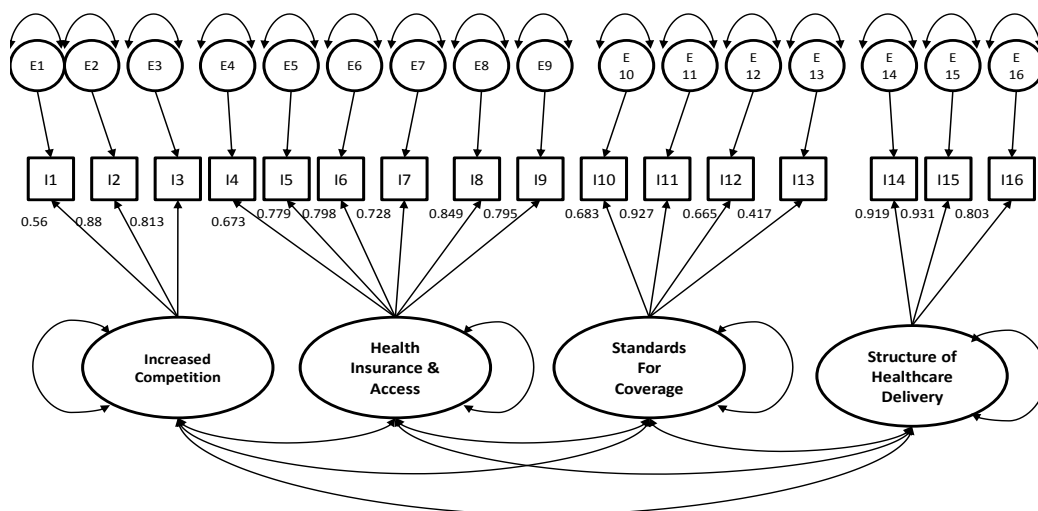 E1 E2 E3 E4 E5 E6 E7 E8 E9 E E E E E E E
10 11 12 13 14 15 16
I1 I2 I3 I4 I5 I6 I7 I8 I9 I10 I11 I12 I13 I14 I15 I16
0.56 0.88 0.813 0.673 0.779 0.798 0.728 0.849 0.795 0.683 0.927 0.665 0.417 0.919 0.931 0.803
Increased
Competition
Health
Insurance &
Access
Standards
For
Coverage
Structure of
Healthcare
Delivery